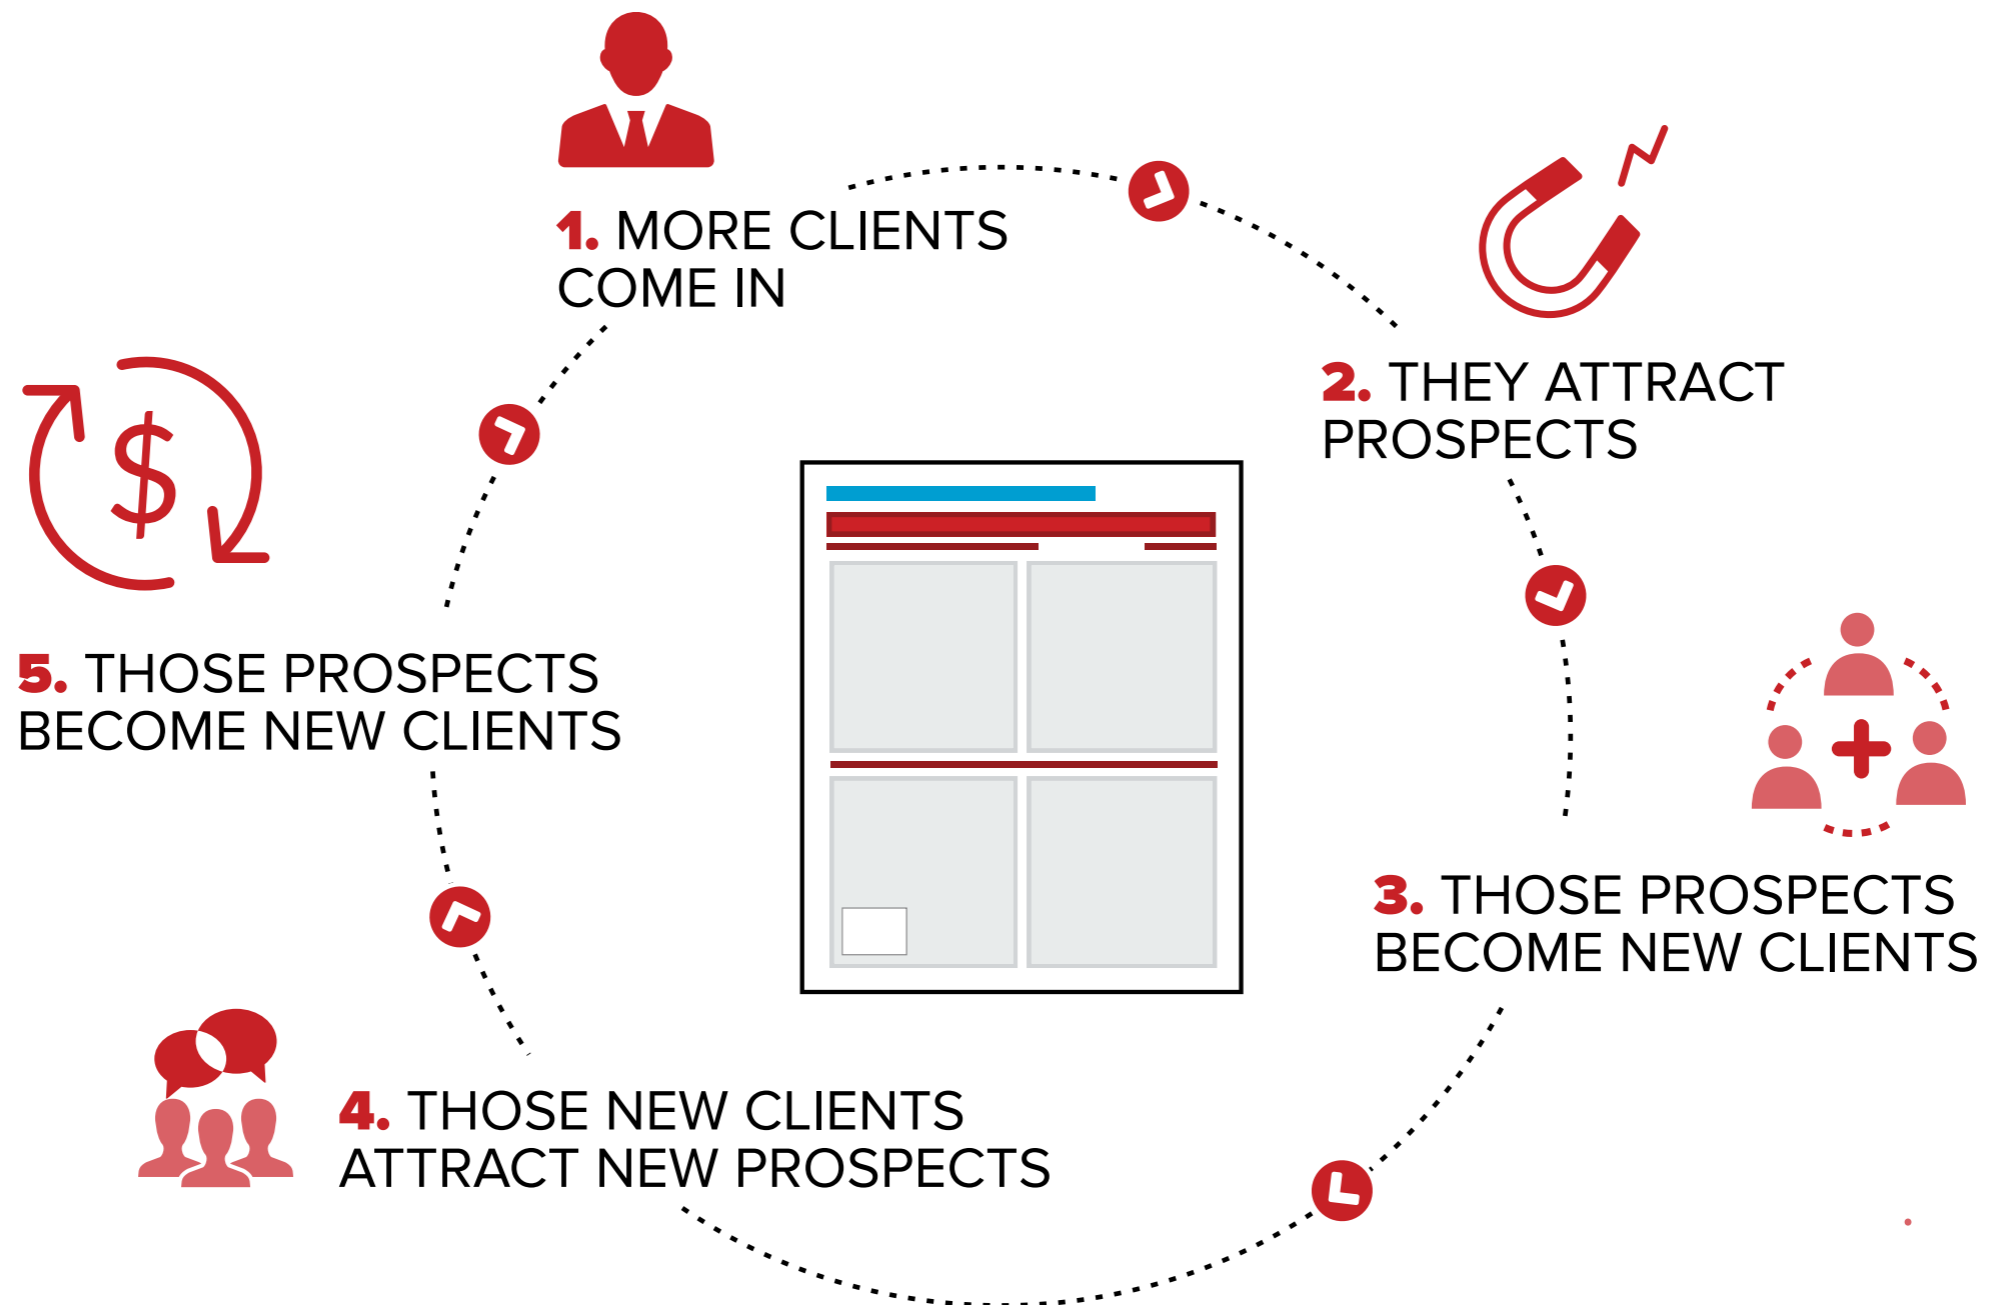 1. MORE CLIENTS
COME IN
2. THEY ATTRACT
PROSPECTS
3. THOSE PROSPECTS
BECOME NEW CLIENTS
4. THOSE NEW CLIENTS
ATTRACT NEW PROSPECTS
5. THOSE PROSPECTS
BECOME NEW CLIENTS
$